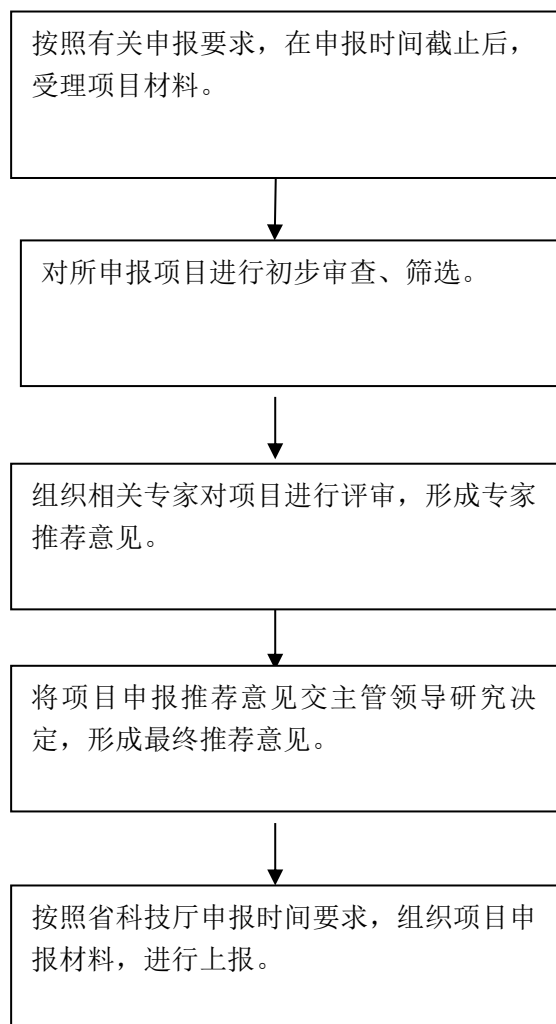 按照有关申报要求，在申报时间截止后，
受理项目材料。
对所申报项目进行初步审查、筛选。
组织相关专家对项目进行评审，形成专家
推荐意见。
将项目申报推荐意见交主管领导研究决
定，形成最终推荐意见。
按照省科技厅申报时间要求，组织项目申
报材料，进行上报。